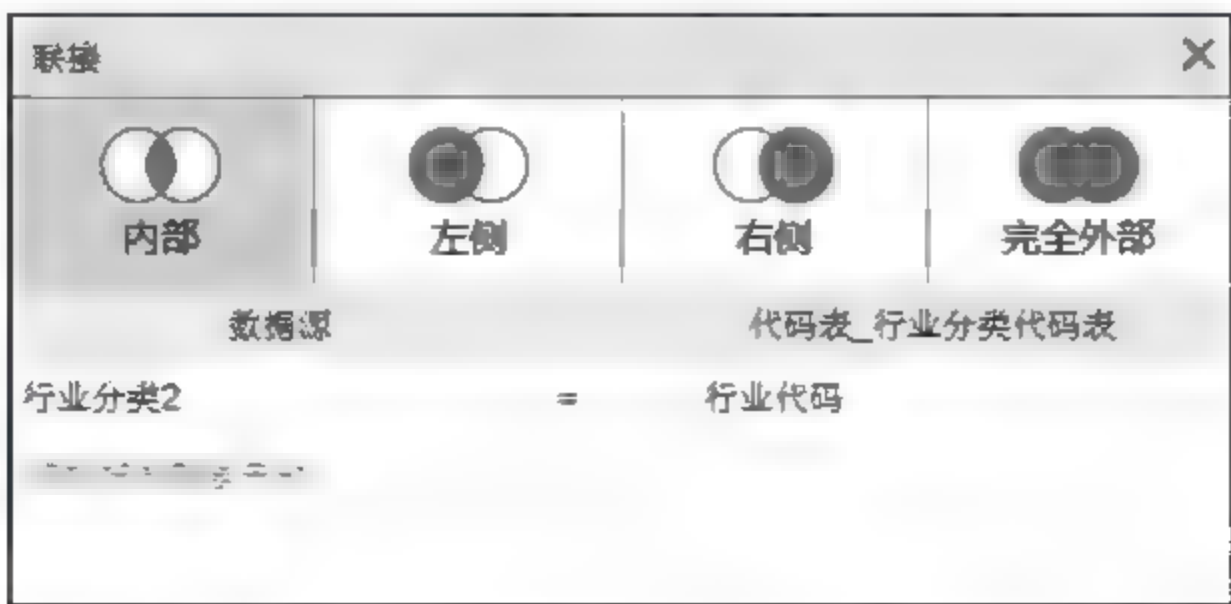 联接
内部 左侧 右侧 完全外部
数据源 代码表_行业分类代码表
行业分类2 = 行业代码